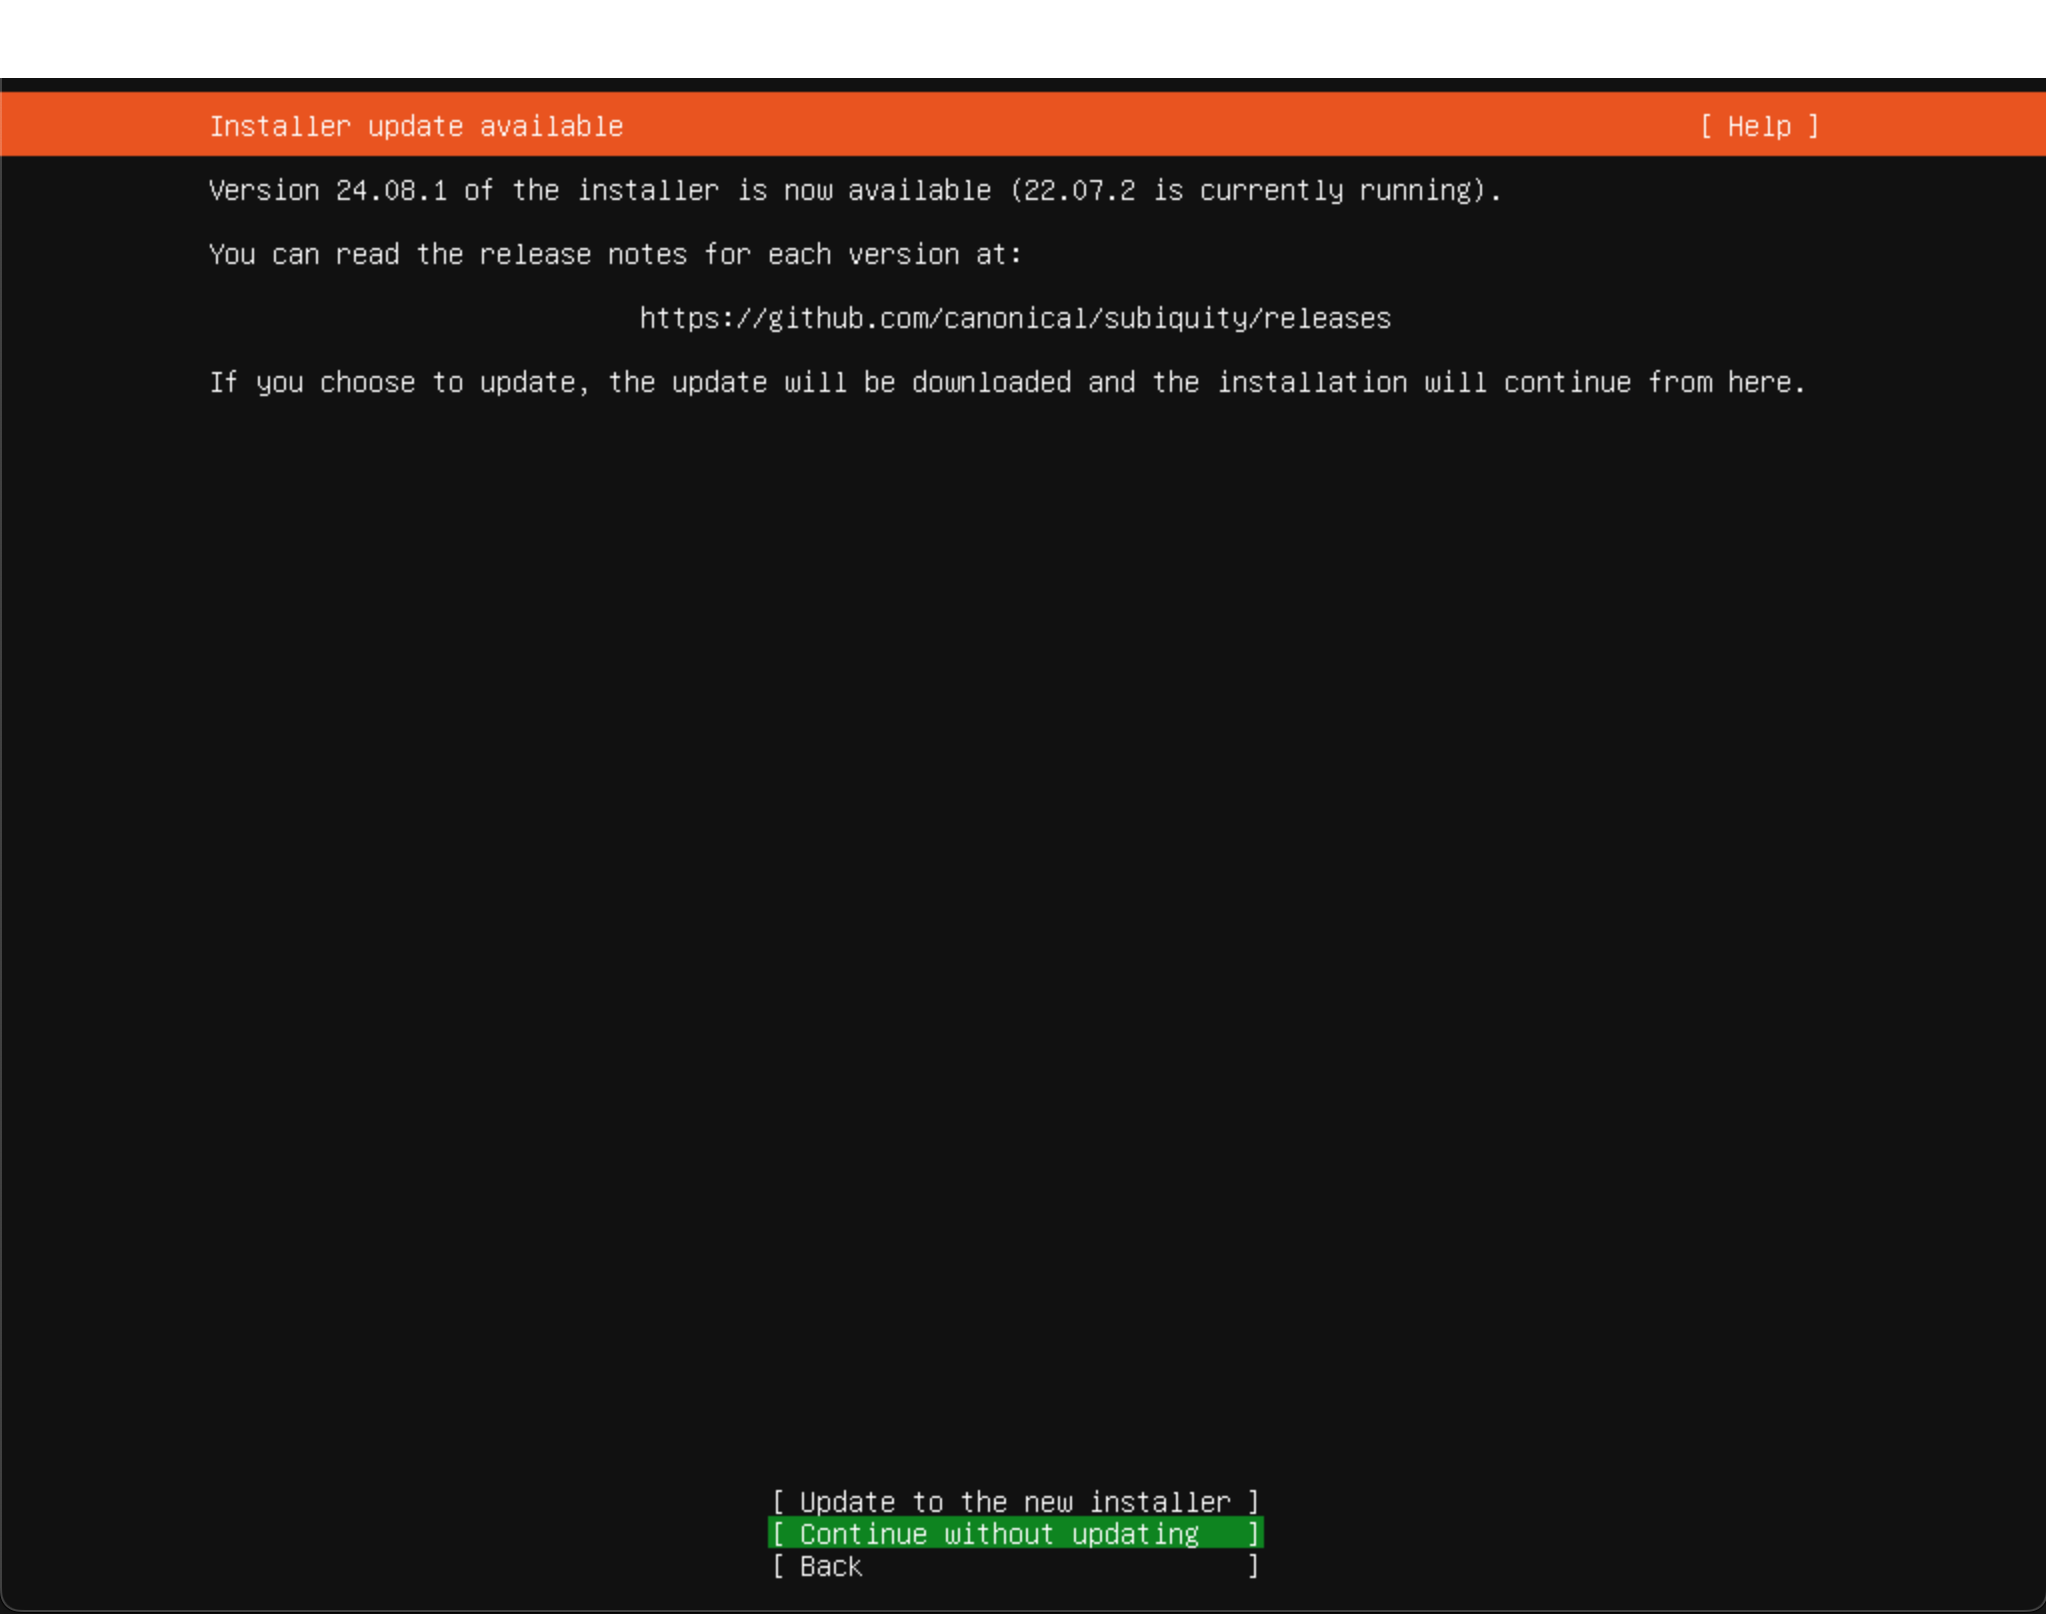 Installer update available [ Help ]
Version 24.08.1 of the installer is now available (22.07.2 is currently running).
You can read the release notes for each version at:
https://github.com/canonical/subiquity/releases
If you choose to update, the update will be downloaded and the installation will continue from here.
[ Update to the new installer ]
[ Continue without updating ]
[ Back ]